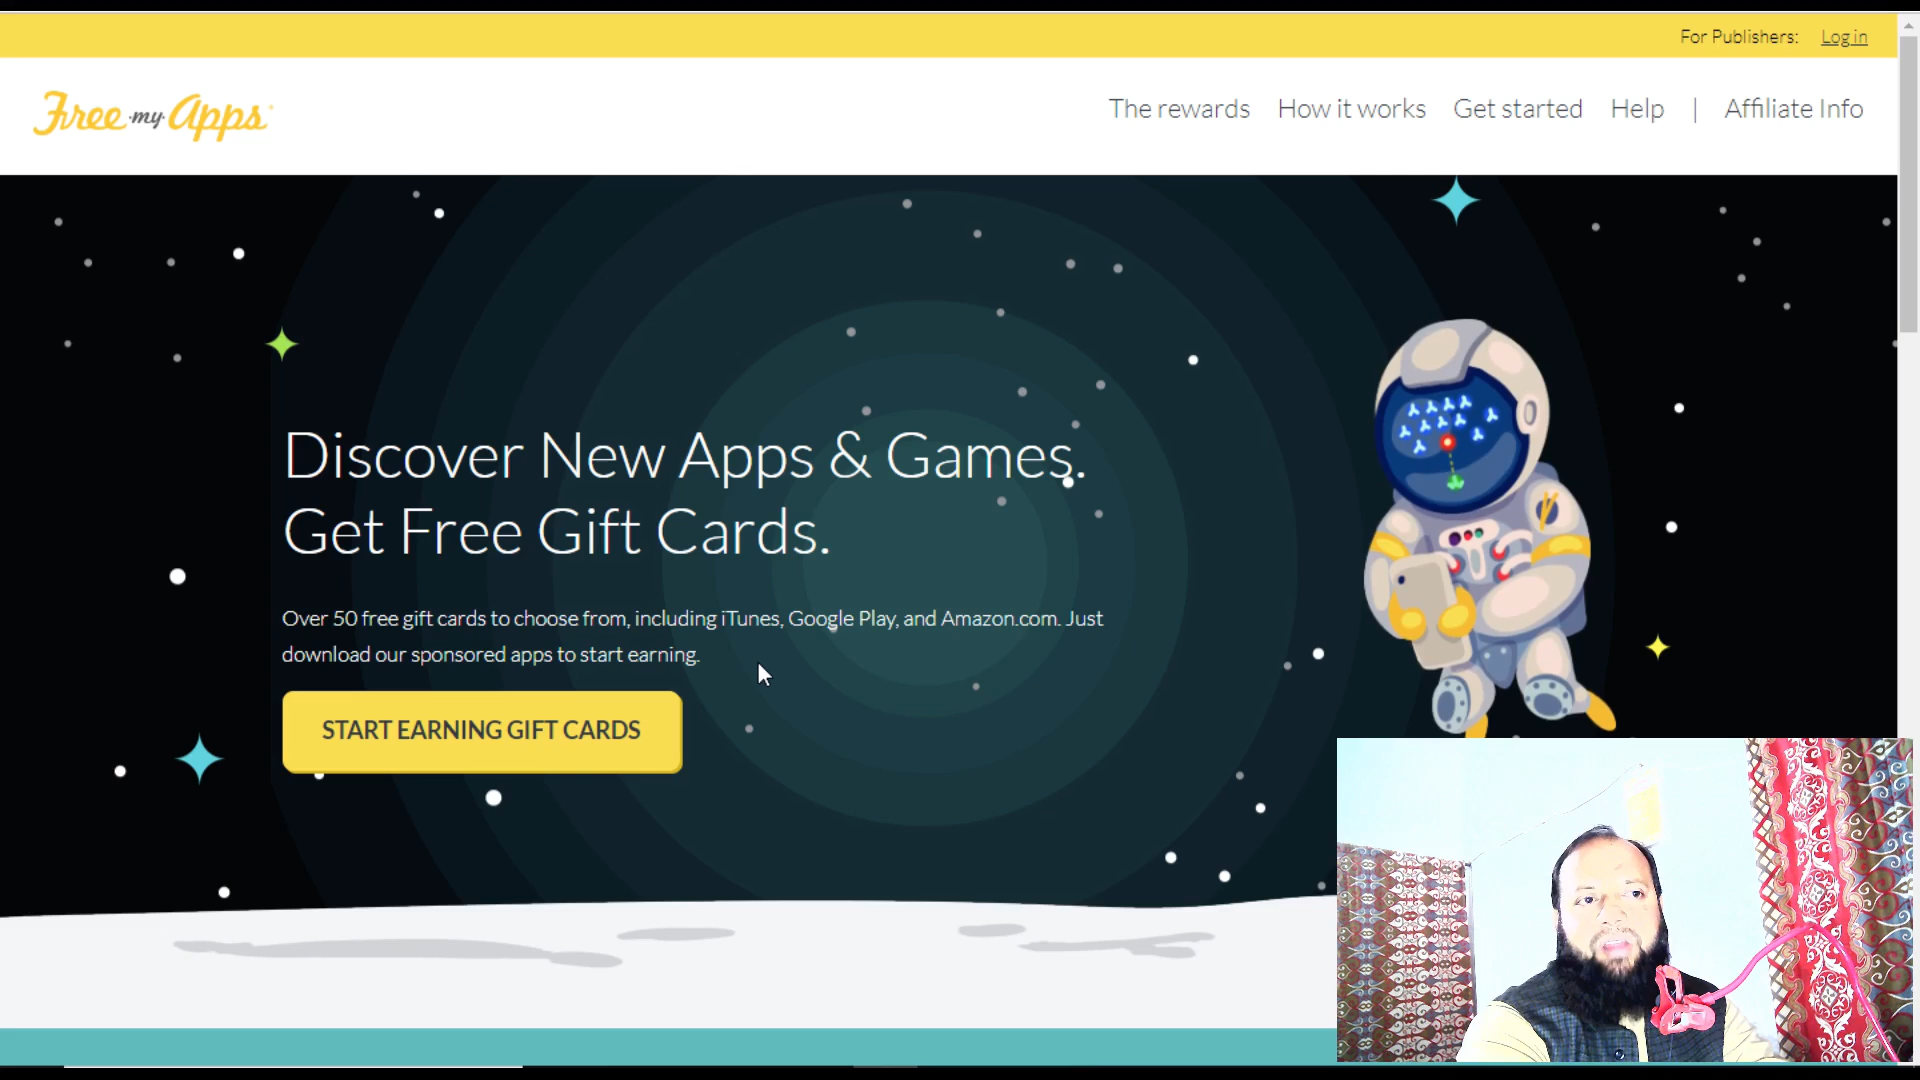 For Publishers: Log in
Free my Apps
The rewards How it works Get started Help | Affiliate Info
Discover New Apps & Games.
Get Free Gift Cards.
Over 50 free gift cards to choose from, including iTunes, Google Play, and Amazon.com. Just
download our sponsored apps to start earning.
START EARNING GIFT CARDS